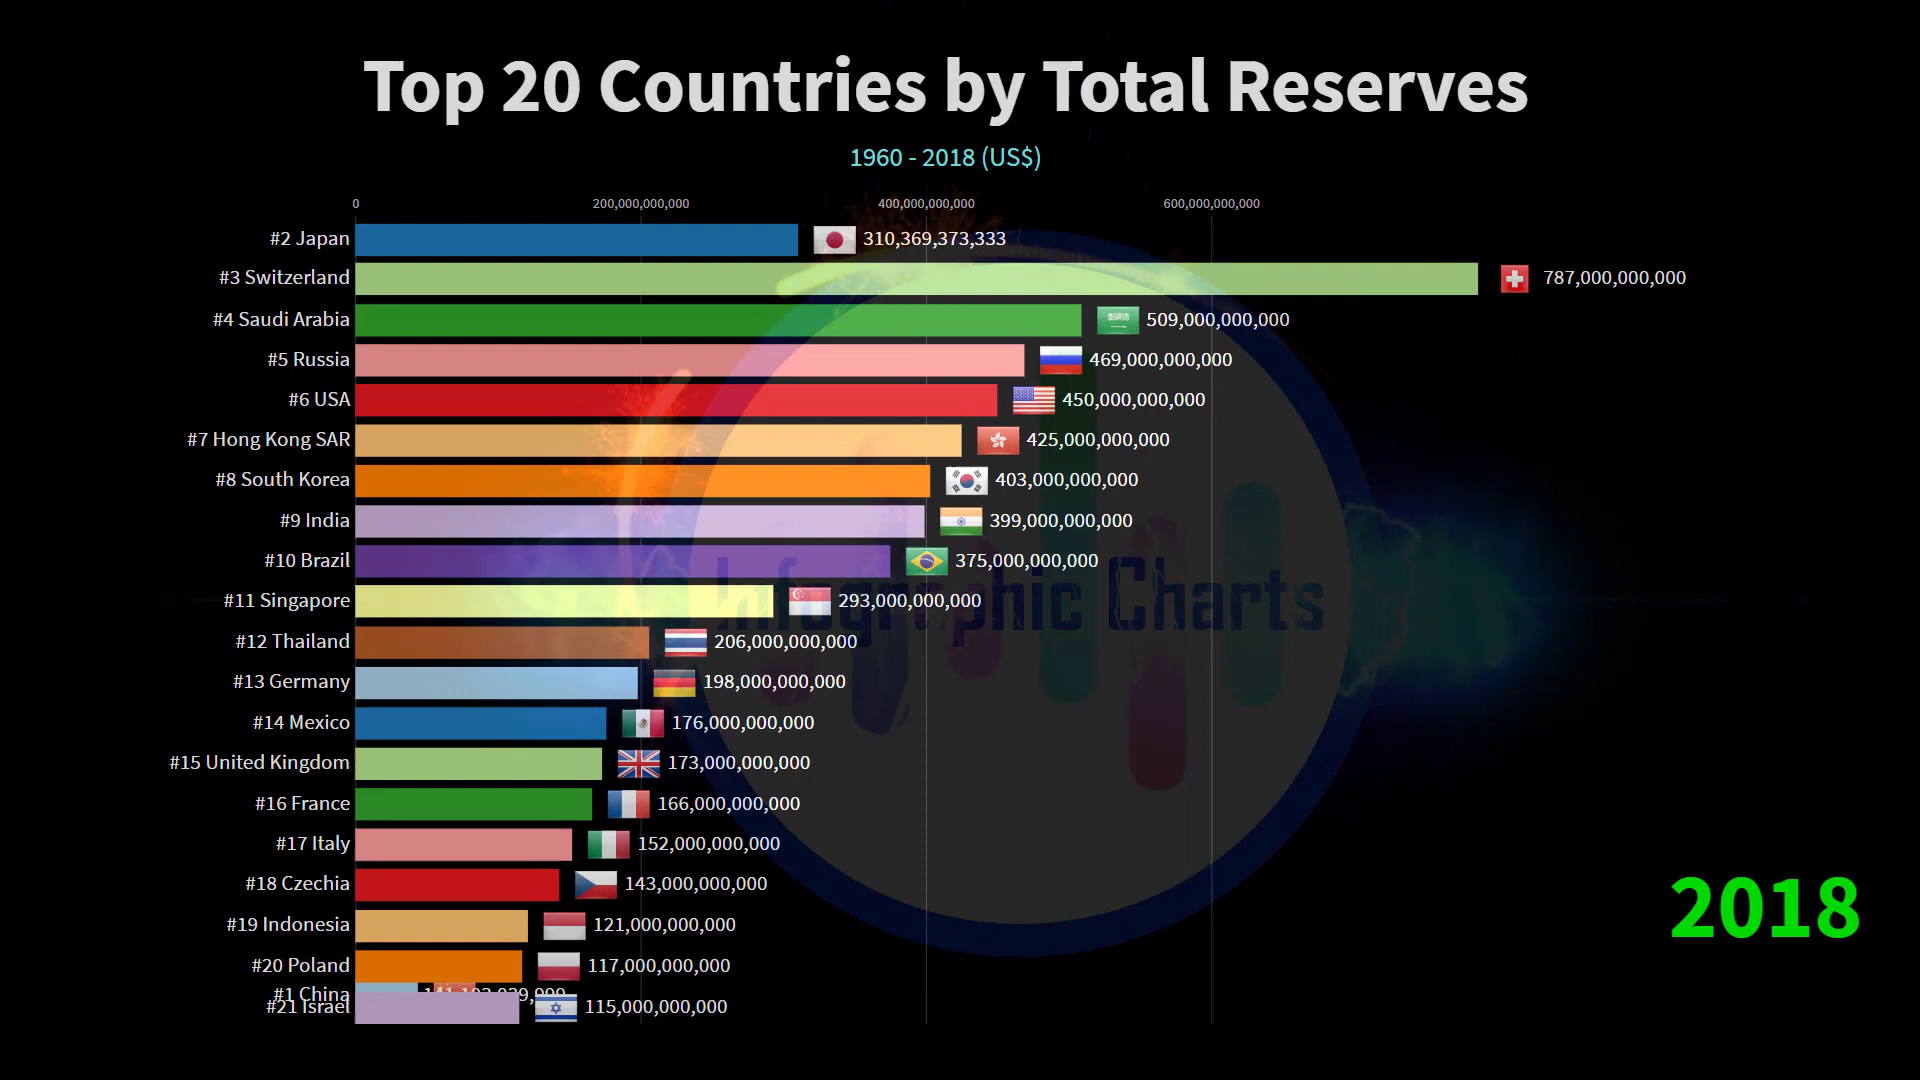 Top 20 Countries by Total Reserves
1960 - 2018 (US$)
0 200,000,000,000 400,000,000,000 600,000,000,000
#2 Japan 310,369,373,333
#3 Switzerland 787,000,000,000
#4 Saudi Arabia 509,000,000,000
#5 Russia 469,000,000,000
#6 USA 450,000,000,000
#7 Hong Kong SAR 425,000,000,000
#8 South Korea 403,000,000,000
#9 India 399,000,000,000
#10 Brazil 375,000,000,000
Infographic Charts
#11 Singapore 293,000,000,000
#12 Thailand 206,000,000,000
#13 Germany 198,000,000,000
#14 Mexico 176,000,000,000
#15 United Kingdom 173,000,000,000
#16 France 166,000,000,000
#17 Italy 152,000,000,000
#18 Czechia 143,000,000,000
2018
#19 Indonesia 121,000,000,000
#20 Poland 117,000,000,000
#1 China
#21 Israel 115,000,000,000